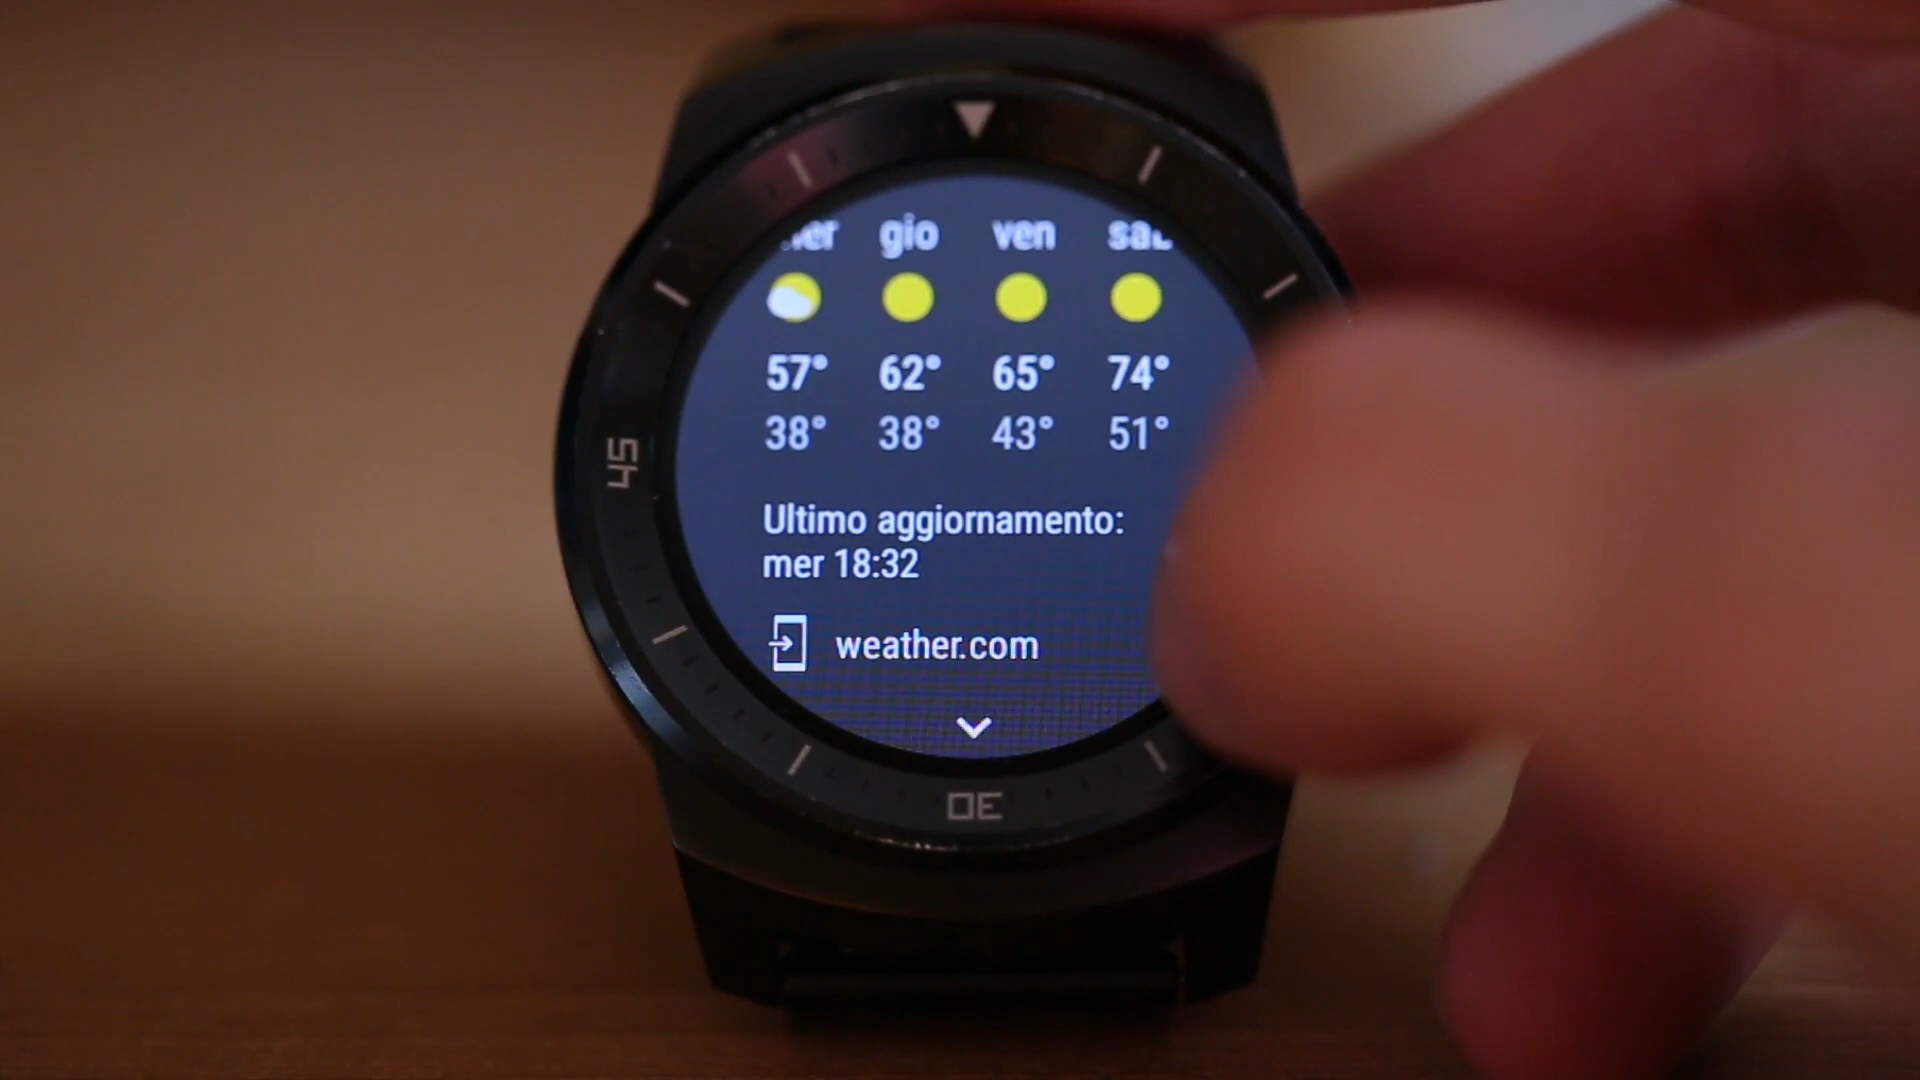 gio ven
57° 62° 65° 74°
38° 38° 43° 51°
Ultimo aggiornamento:
mer 18:32
weather.com
45
30